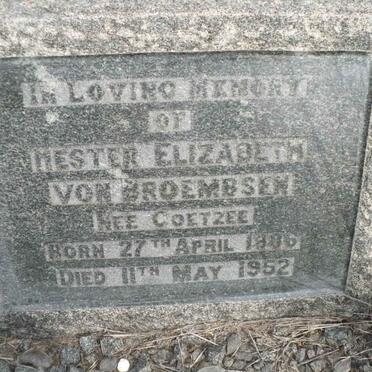 IN LOVING MEMORY
OF
HESTER ELIZABETH
VON BROEMBSEN
NEE COETZEE
BORN 27TH APRIL
DIED 11TH MAY 1952